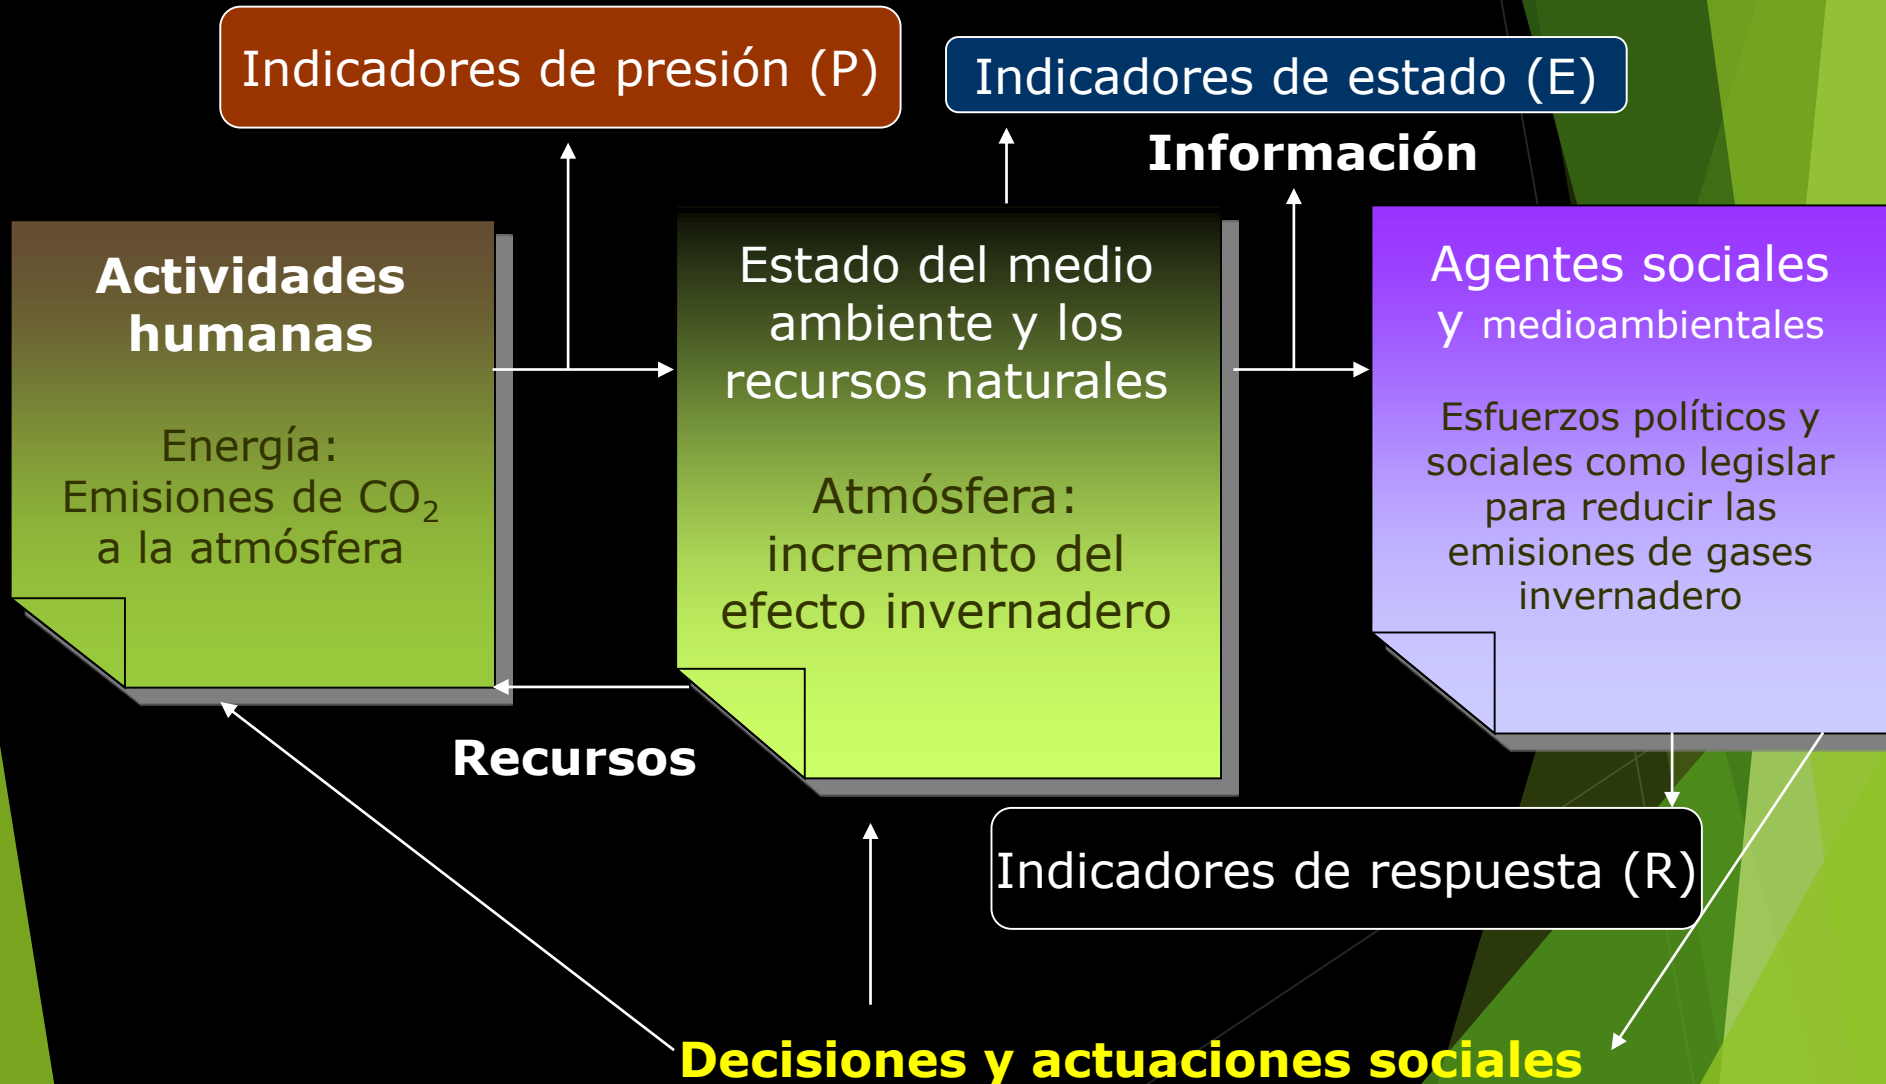 Indicadores de presión (P)
Indicadores de estado (E)
Información
Actividades
humanas
Energía:
Emisiones de CO₂
a la atmósfera
Estado del medio
ambiente y los
recursos naturales
Atmósfera:
incremento del
efecto invernadero
Agentes sociales
y medioambientales
Esfuerzos políticos y
sociales como legislar
para reducir las
emisiones de gases
invernadero
Recursos
Indicadores de respuesta (R)
Decisiones y actuaciones sociales